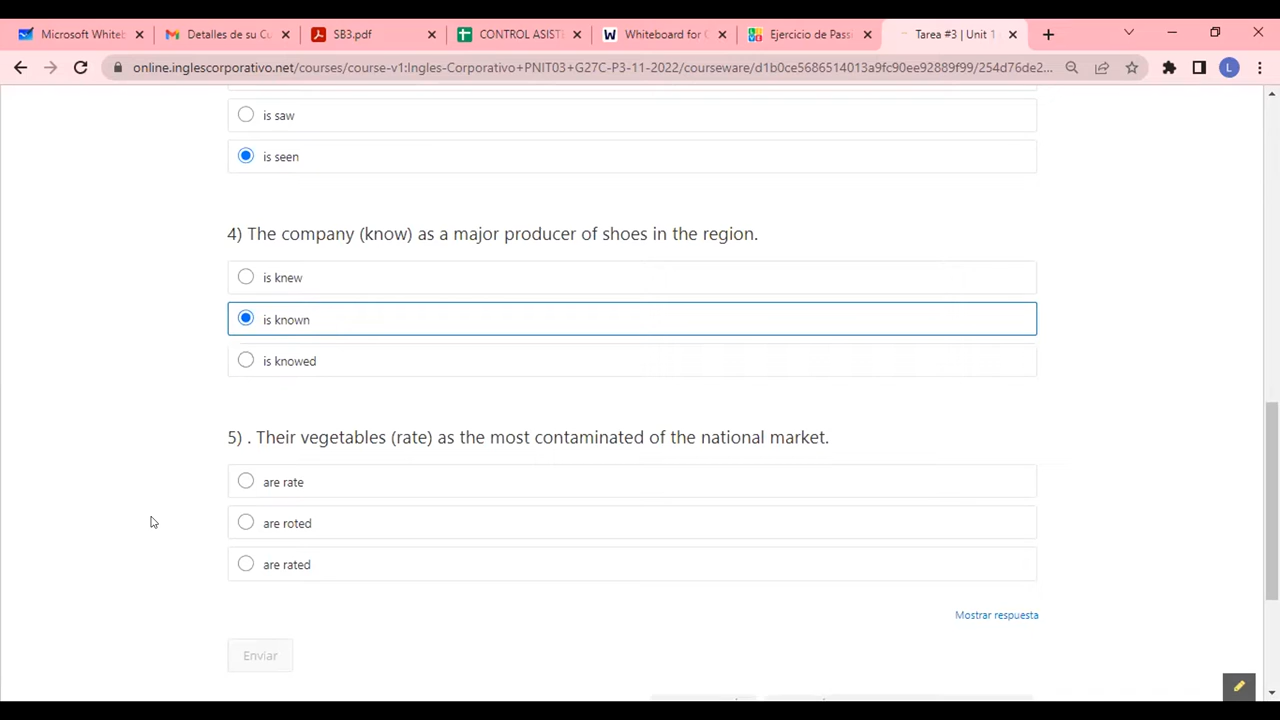 Microsoft Whiteb
Detalles de su Cu
SB3.pdf
CONTROL ASIST
Whiteboard for C
Ejercicio de Pass
Tarea #3 | Unit 1
online.inglescorporativo.net/courses/course-v1:Ingles-Corporativo+PNIT03+G27C-P3-11-2022/courseware/d1b0ce5686514013a9fc90ee92889f99/254d76de2...
L
is saw
is seen
4) The company (know) as a major producer of shoes in the region.
is knew
is known
is knowed
5) . Their vegetables (rate) as the most contaminated of the national market.
are rate
are roted
are rated
Mostrar respuesta
Enviar